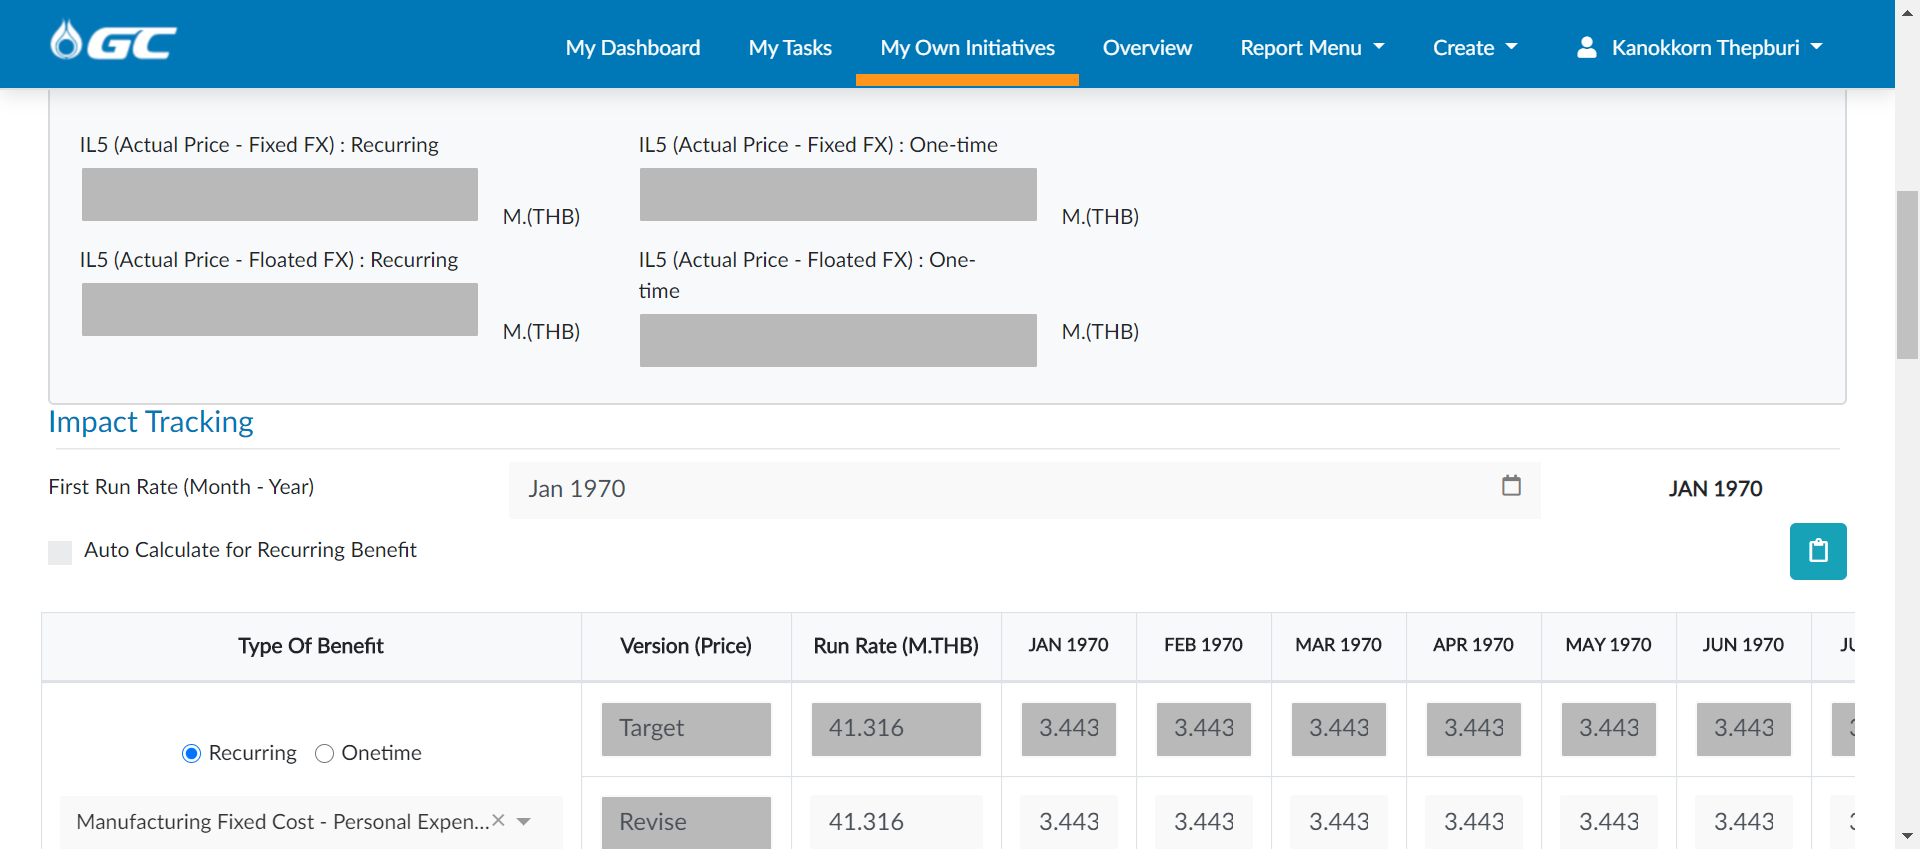 GC
My Dashboard My Tasks My Own Initiatives Overview Report Menu Create Kanokkorn Thepburi
IL5 (Actual Price - Fixed FX) : Recurring
M.(THB)
IL5 (Actual Price - Fixed FX) : One-time
M.(THB)
IL5 (Actual Price - Floated FX) : Recurring
M.(THB)
IL5 (Actual Price - Floated FX) : One-
time
M.(THB)
Impact Tracking
First Run Rate (Month - Year) Jan 1970 JAN 1970
Auto Calculate for Recurring Benefit
Type Of Benefit Version (Price) Run Rate (M.THB) JAN 1970 FEB 1970 MAR 1970 APR 1970 MAY 1970 JUN 1970
Target 41.316 3.443 3.443 3.443 3.443 3.443 3.443
Recurring Onetime
Manufacturing Fixed Cost - Personal Expen... Revise 41.316 3.443 3.443 3.443 3.443 3.443 3.443